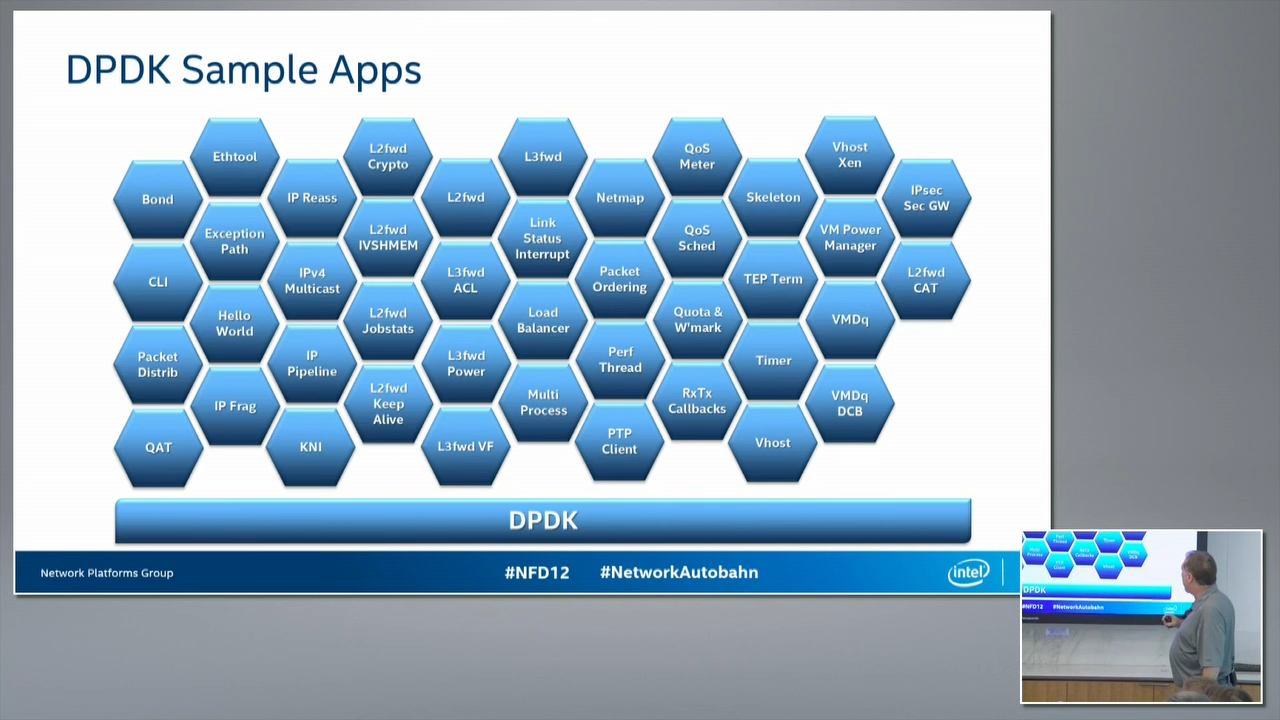 DPDK Sample Apps
Bond
CLI
Packet
Distrib
QAT
Ethtool
Exception
Path
Hello
World
IP Frag
IP Reass
IPv4
Multicast
IP
Pipeline
KNI
L2fwd
Crypto
L2fwd
IVSHMEM
L2fwd
Jobstats
L2fwd
Keep
Alive
L2fwd
L3fwd
ACL
L3fwd
Power
L3fwd VF
L3fwd
Link
Status
Interrupt
Load
Balancer
Multi
Process
Netmap
Packet
Ordering
Perf
Thread
PTP
Client
QoS
Meter
QoS
Sched
Quota &
W'mark
RxTx
Callbacks
Skeleton
TEP Term
Timer
Vhost
Vhost
Xen
VM Power
Manager
VMDq
VMDq
DCB
IPsec
Sec GW
L2fwd
CAT
DPDK
Network Platforms Group
#NFD12
#NetworkAutobahn
intel
DPDK
#NFD12
#NetworkAutobahn